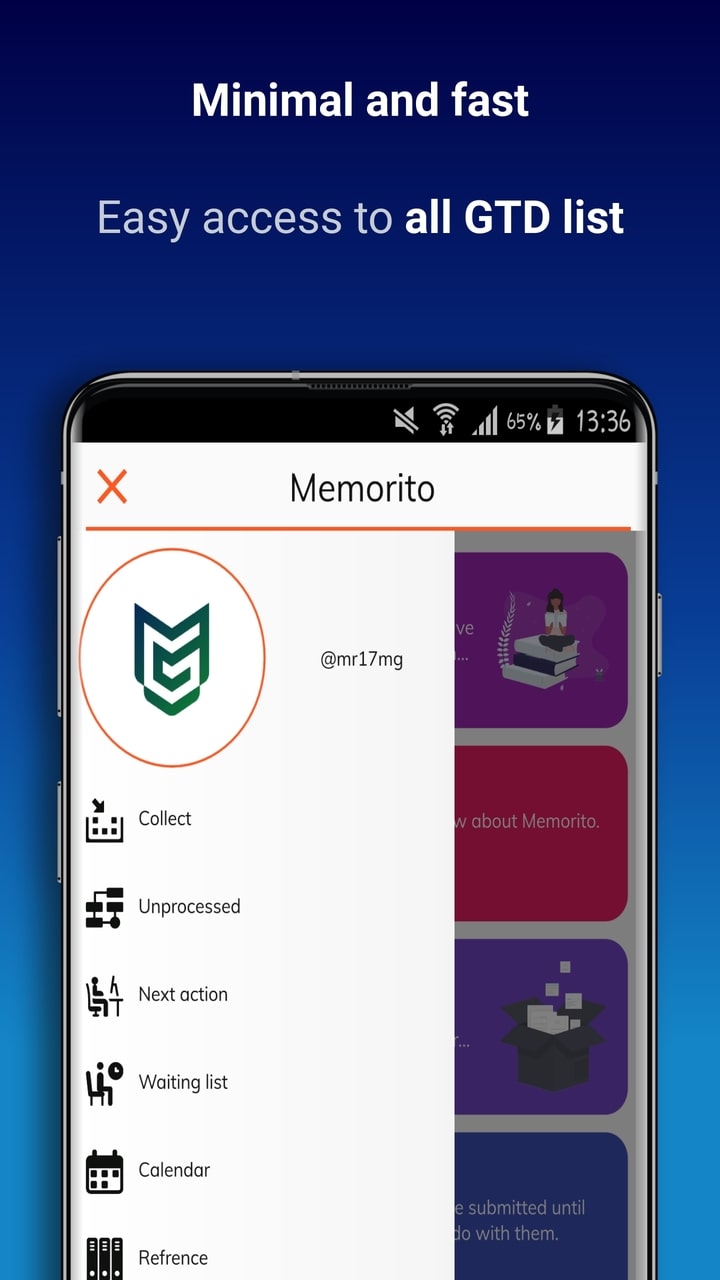 Minimal and fast
Easy access to all GTD list
65% 13:36
Memorito
@mr17mg
ve
...
Collect
w about Memorito.
Unprocessed
Next action
r...
Waiting list
Calendar
e submitted until
do with them.
Refrence